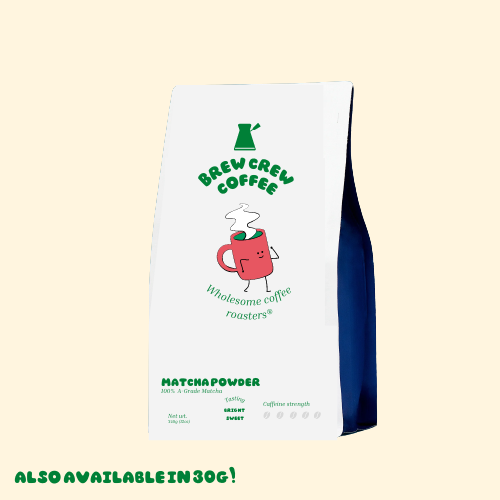 BREW CREW
COFFEE
Wholesome coffee
roasters®
MATCHA POWDER
100% A-Grade Matcha
Tasting
BRIGHT
SWEET
Caffeine strength
Net wt.
ALSO AVAILABLE IN 30G!